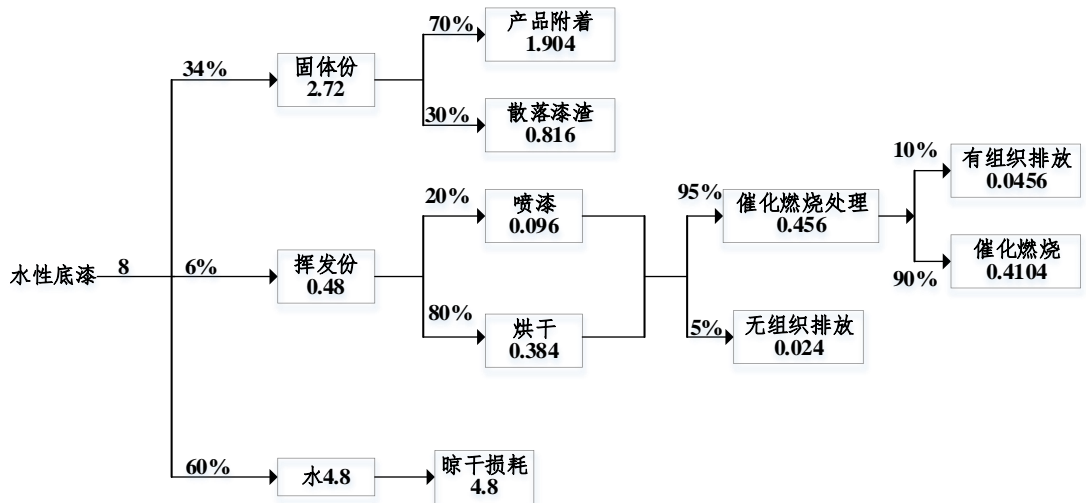 70%
产品附着
1.904
34%
固体份
2.72
30%
散落漆渣
0.816
10%
有组织排放
0.0456
20%
喷漆
0.096
95%
催化燃烧处理
0.456
水性底漆
8
6%
挥发份
0.48
催化燃烧
0.4104
90%
80%
烘干
0.384
5%
无组织排放
0.024
60%
水4.8
晾干损耗
4.8